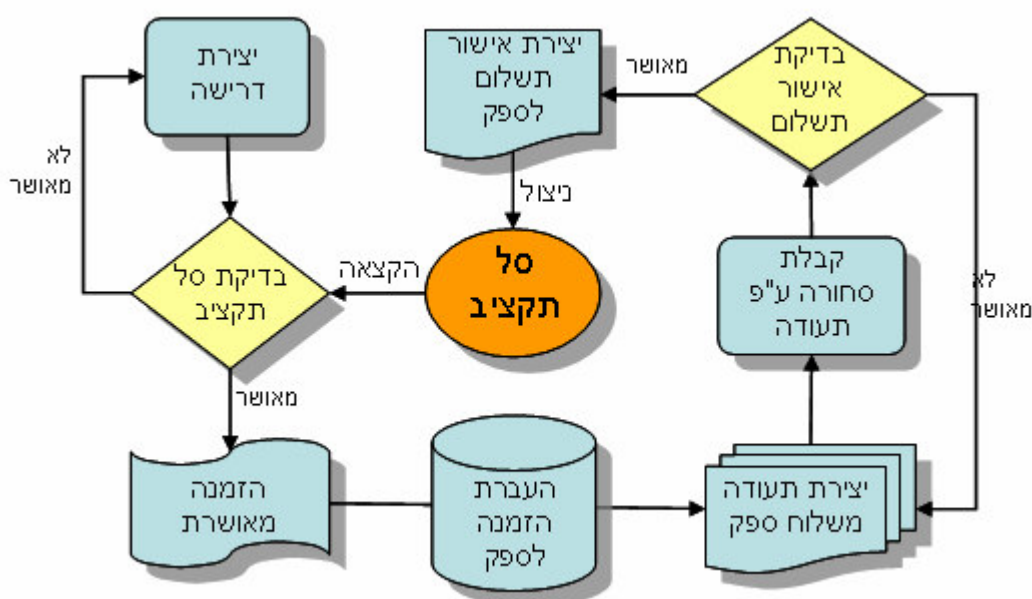 יצירת
דרישה
לא
מאושר
בדיקת סל
תקציב
מאושר
הזמנה
מאושרת
העברת
הזמנה
לספק
יצירת תעודה
משלוח ספק
קבלת
סחורה ע"פ
תעודה
בדיקת
אישור
תשלום
לא
מאושר
מאושר
יצירת אישור
תשלום
לספק
ניצול
סל
תקציב
הקצאה